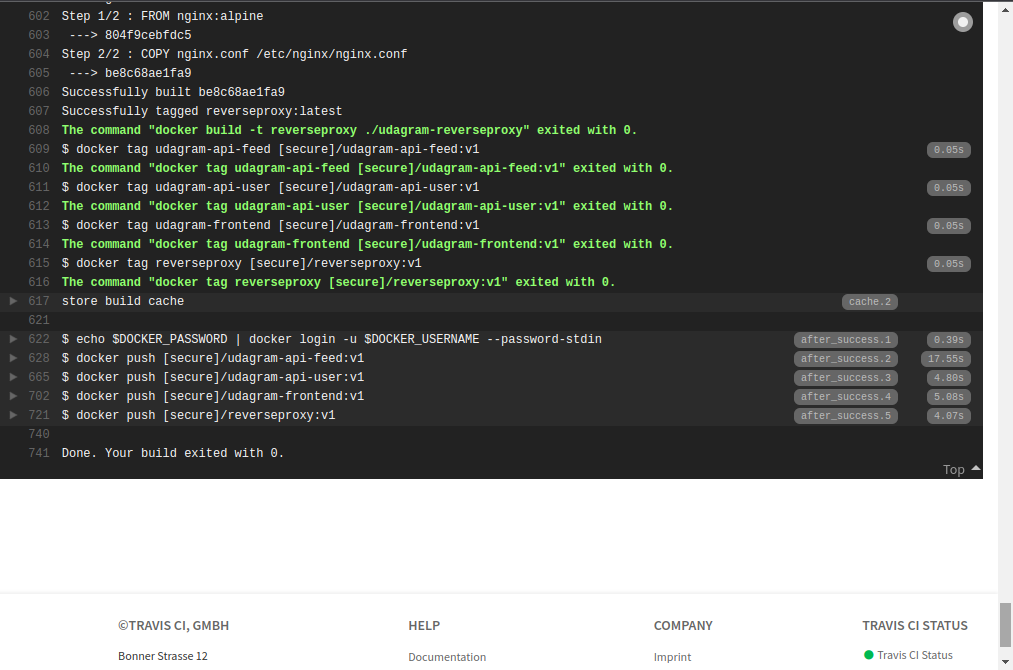 602 Step 1/2 : FROM nginx:alpine
603 ---> 804f9cebfdc5
604 Step 2/2 : COPY nginx.conf /etc/nginx/nginx.conf
605 ---> be8c68ae1fa9
606 Successfully built be8c68ae1fa9
607 Successfully tagged reverseproxy:latest
608 The command "docker build -t reverseproxy ./udagram-reverseproxy" exited with 0.
609 $ docker tag udagram-api-feed [secure]/udagram-api-feed:v1 0.05s
610 The command "docker tag udagram-api-feed [secure]/udagram-api-feed:v1" exited with 0.
611 $ docker tag udagram-api-user [secure]/udagram-api-user:v1 0.05s
612 The command "docker tag udagram-api-user [secure]/udagram-api-user:v1" exited with 0.
613 $ docker tag udagram-frontend [secure]/udagram-frontend:v1 0.05s
614 The command "docker tag udagram-frontend [secure]/udagram-frontend:v1" exited with 0.
615 $ docker tag reverseproxy [secure]/reverseproxy:v1 0.05s
616 The command "docker tag reverseproxy [secure]/reverseproxy:v1" exited with 0.
617 store build cache cache.2
621
622 $ echo $DOCKER_PASSWORD | docker login -u $DOCKER_USERNAME --password-stdin after_success.1 0.39s
628 $ docker push [secure]/udagram-api-feed:v1 after_success.2 17.55s
665 $ docker push [secure]/udagram-api-user:v1 after_success.3 4.80s
702 $ docker push [secure]/udagram-frontend:v1 after_success.4 5.08s
721 $ docker push [secure]/reverseproxy:v1 after_success.5 4.07s
740
741 Done. Your build exited with 0.
Top
©TRAVIS CI, GMBH HELP COMPANY TRAVIS CI STATUS
Bonner Strasse 12 Documentation Imprint Travis CI Status